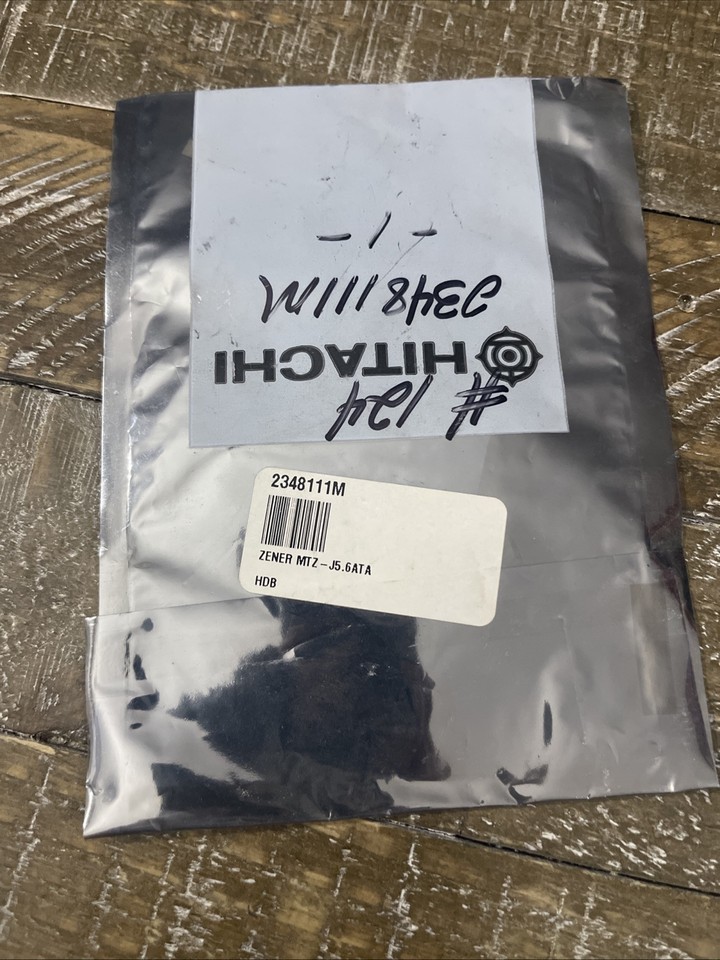 # 124
HITACHI
2348111M
- 1 -
2348111M
ZENER MTZ-J5.6ATA
HDB